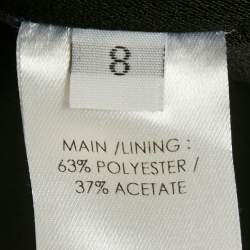 8
MAIN /LINING :
63% POLYESTER /
37% ACETATE